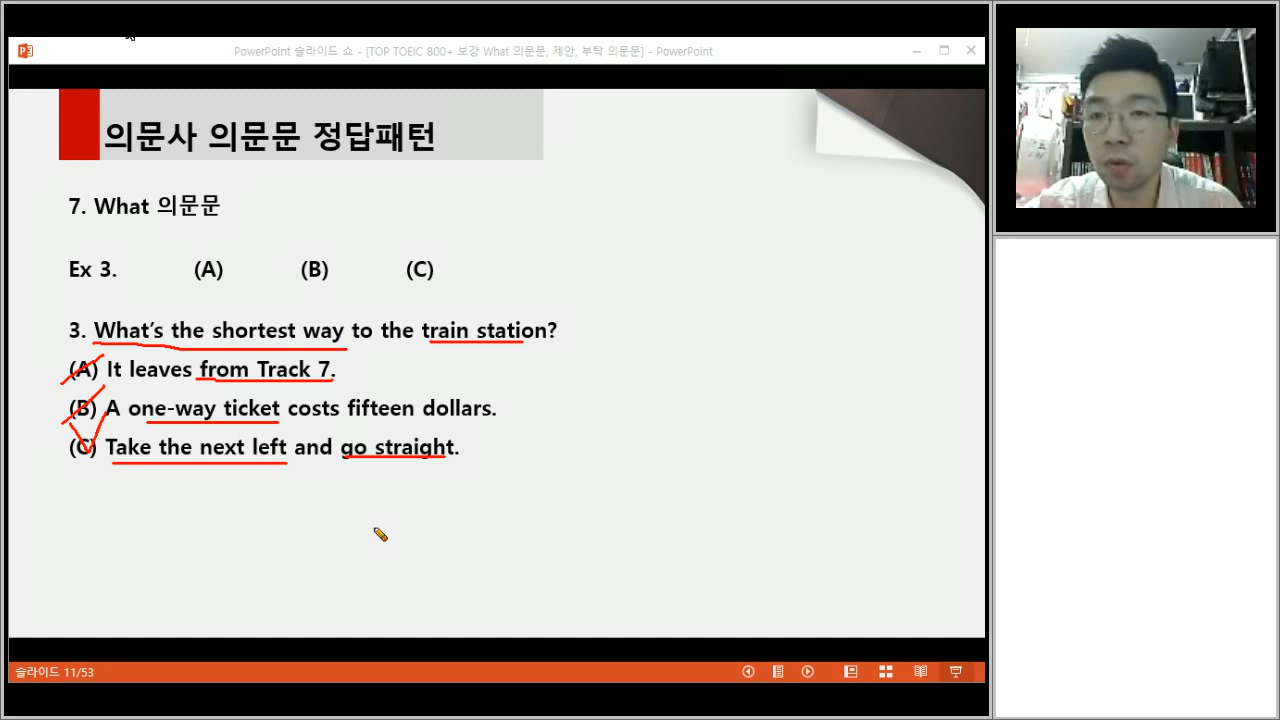 PowerPoint 슬라이드 쇼 - [TOP TOEIC 800+ 보강 What 의문문, 제안, 부탁 의문문] - PowerPoint
의문사 의문문 정답패턴
7. What 의문문
Ex 3. (A) (B) (C)
3. What's the shortest way to the train station?
(A) It leaves from Track 7.
(B) A one-way ticket costs fifteen dollars.
(C) Take the next left and go straight.
슬라이드 11/53